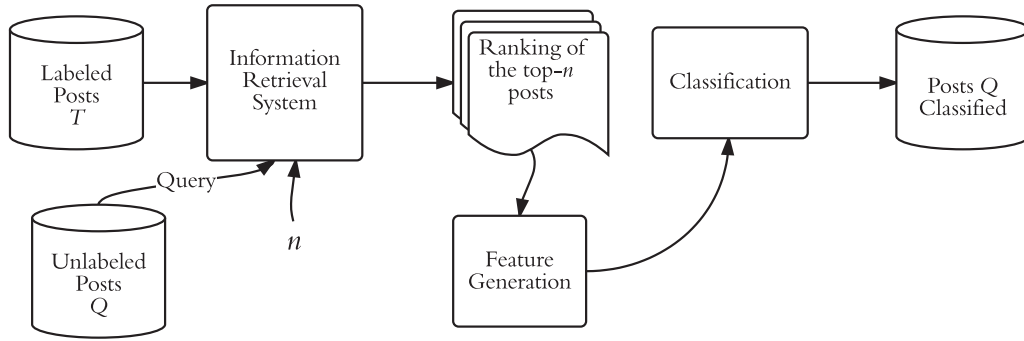 Labeled
Posts
T
Information
Retrieval
System
Ranking of
the top-n
posts
Classification
Posts Q
Classified
Query
n
Unlabeled
Posts
Q
Feature
Generation